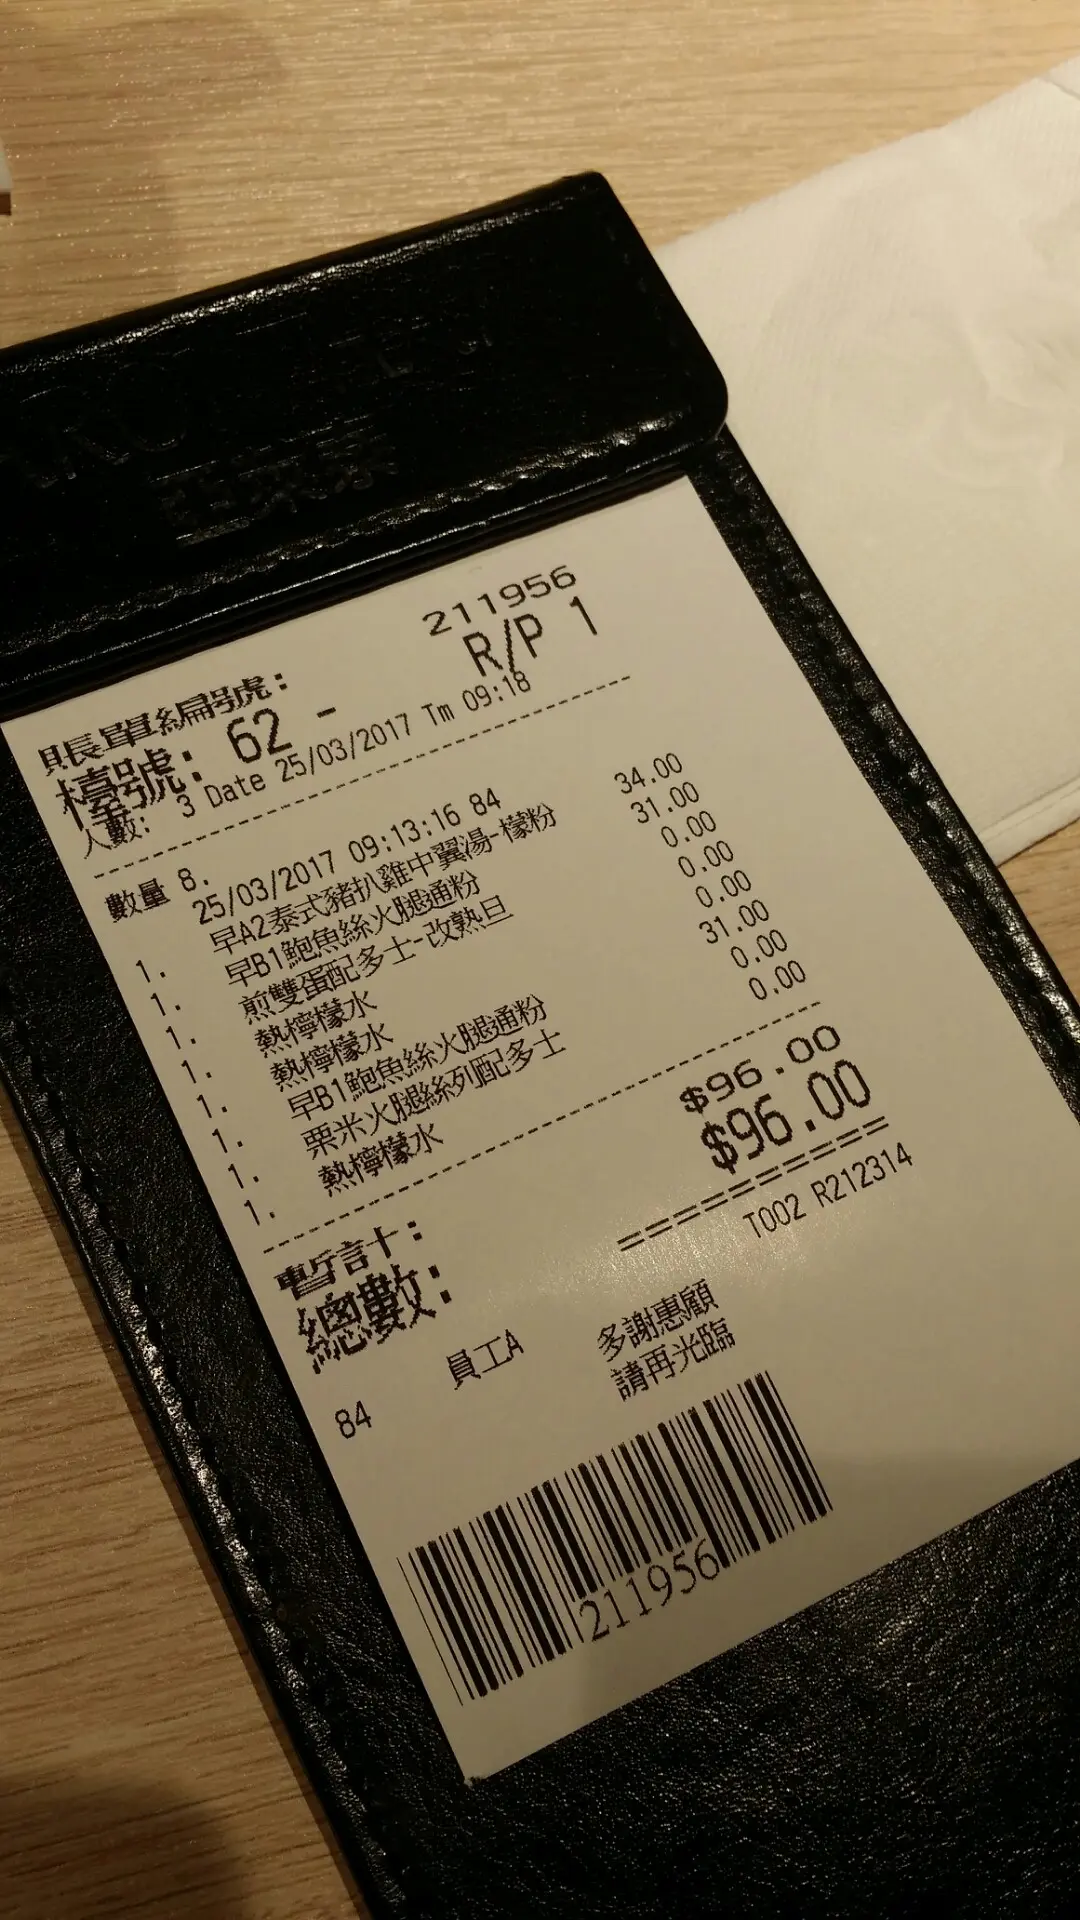 賬單編號: 211956
檯號: 62 - R/P 1
人數: 3 Date 25/03/2017 Tm 09:18
數量 8.
25/03/2017 09:13:16 84
1. 早A2泰式豬扒雞中翼湯-檬粉 34.00
1. 早B1鮑魚絲火腿通粉 31.00
1. 煎雙蛋配多士-改熟旦 0.00
1. 熱檸檬水 0.00
1. 熱檸檬水 0.00
1. 早B1鮑魚絲火腿通粉 31.00
1. 栗米火腿絲列配多士 0.00
1. 熱檸檬水 0.00
暫言十: $96.00
總數: $96.00
==========
T002 R212314
84 員工A
多謝惠顧
請再光臨
211956